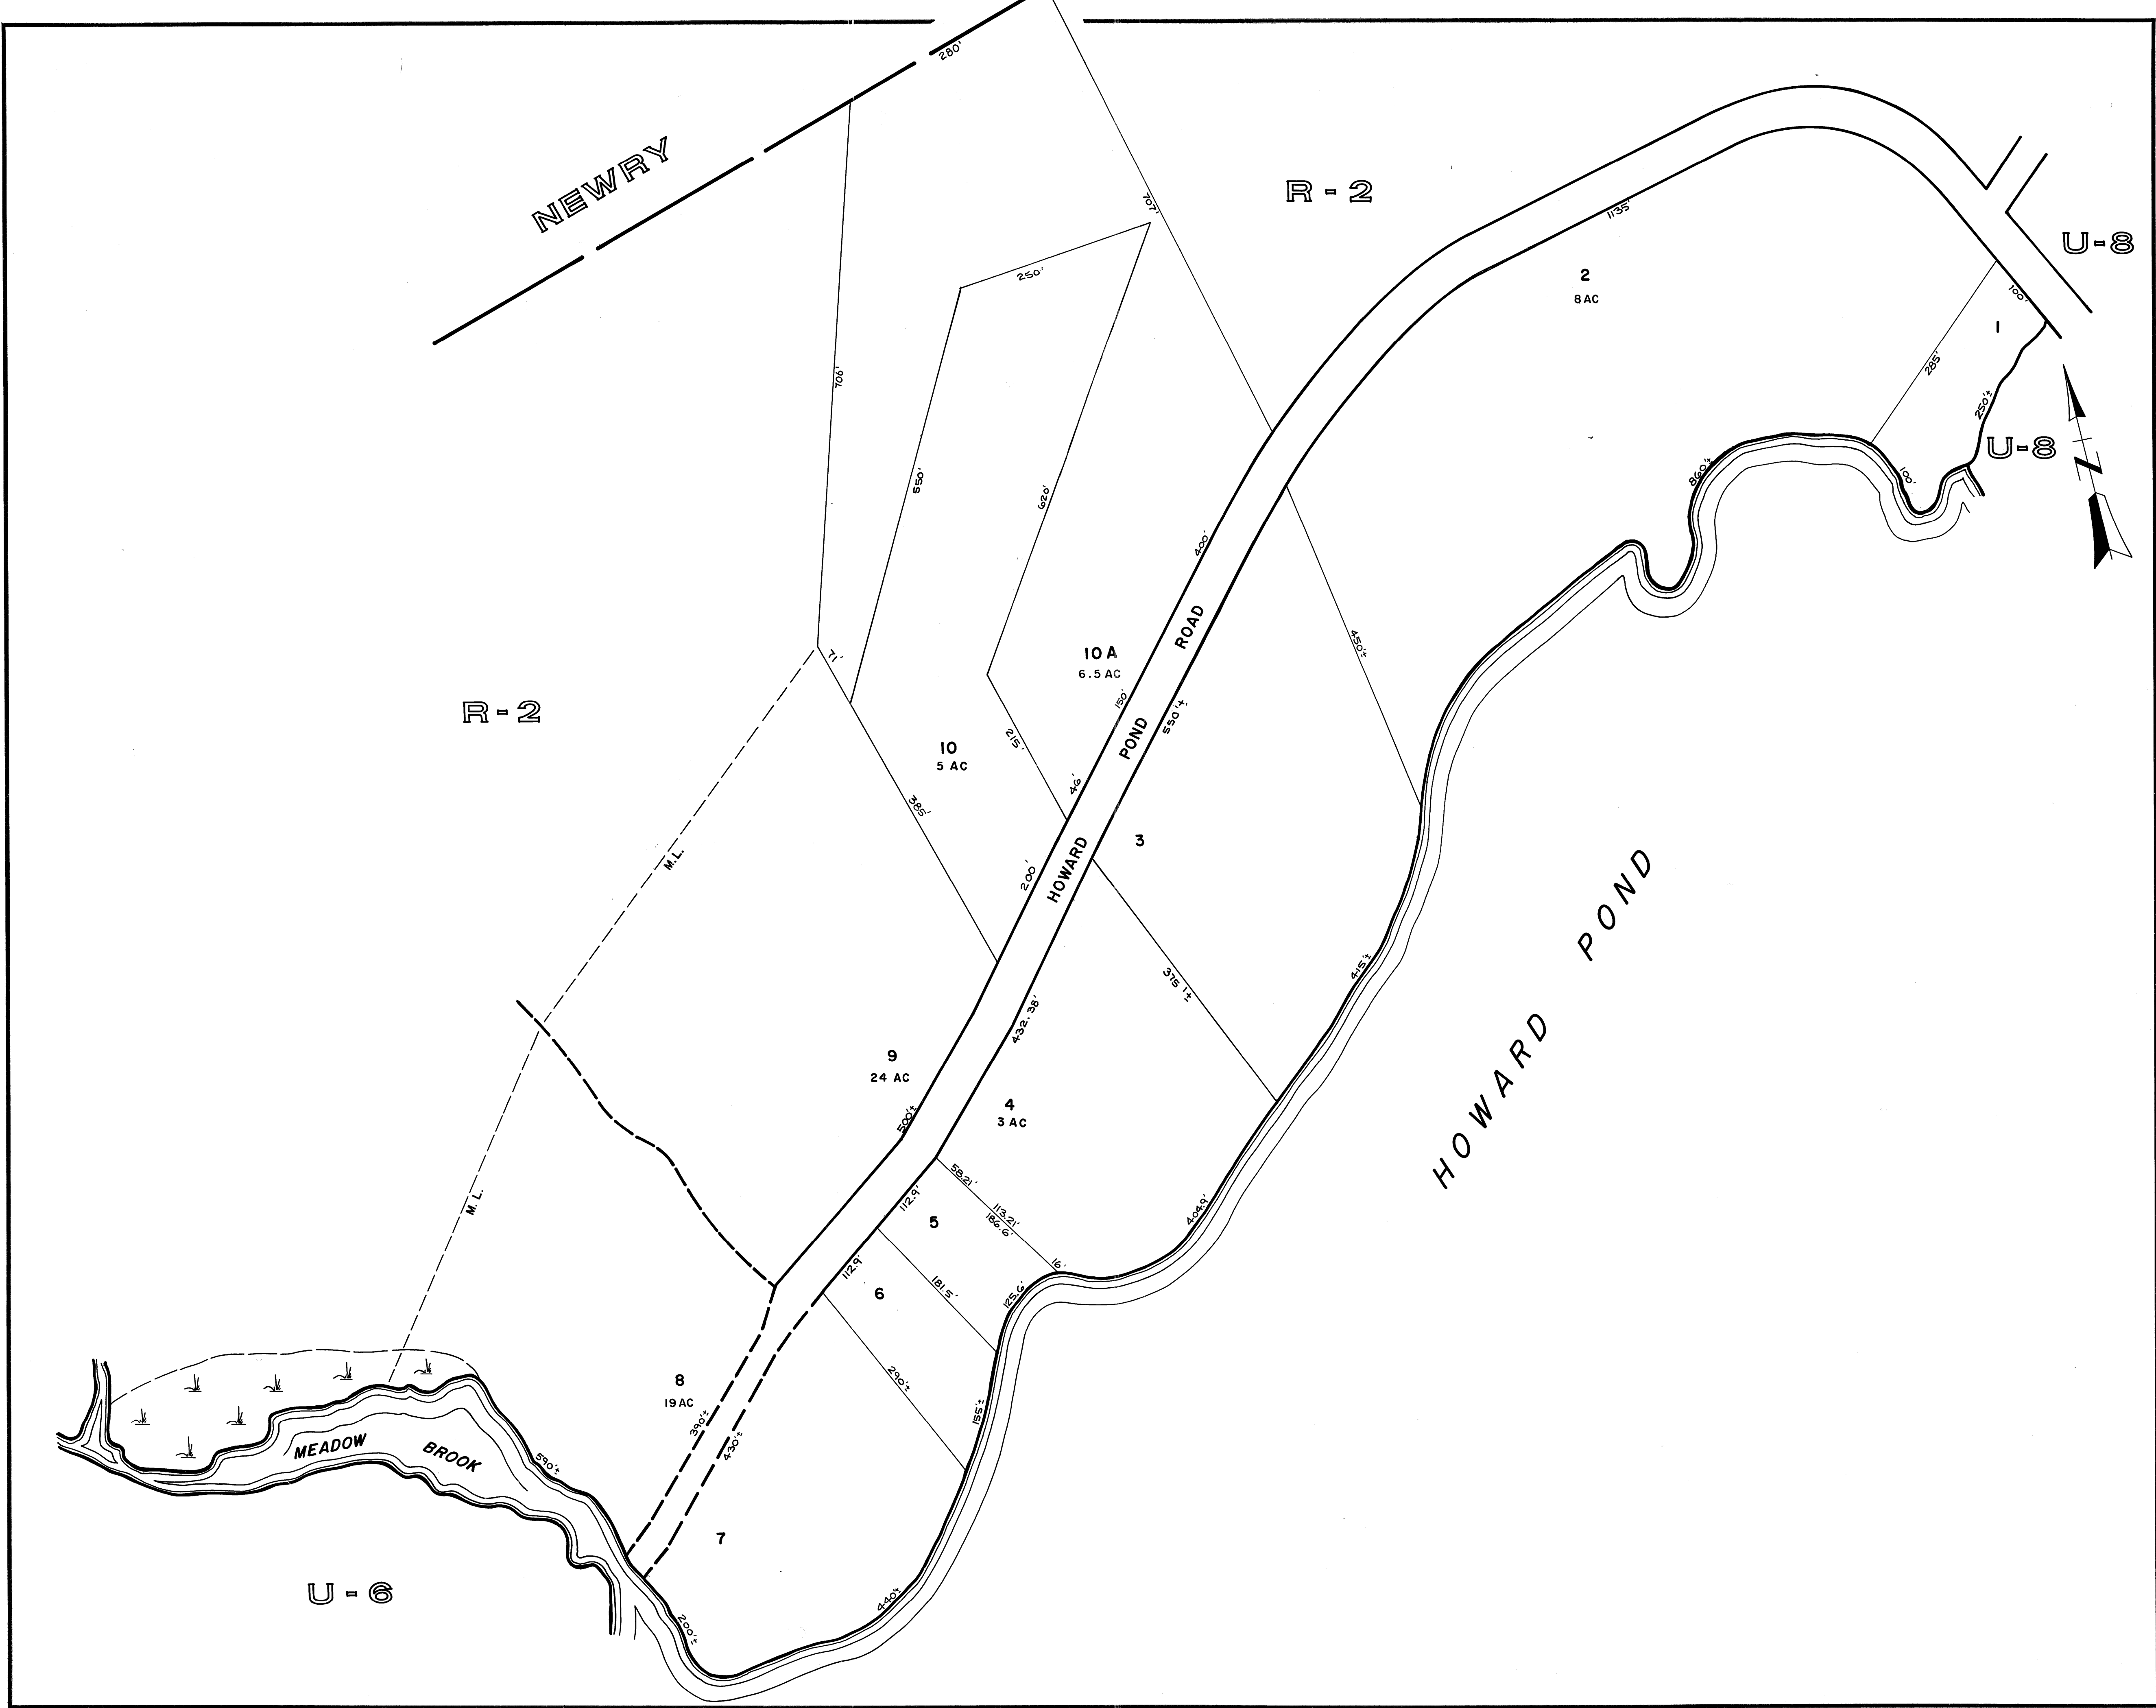 280'
NEWRY
R-2
707'
1135'
U-8
2
8 AC
100'
1
285'
250'±
U-8
N
860'±
100'
250'
706'
550'
620'
400'
450'±
71'
R-2
10 A
6.5 AC
150'
HOWARD POND ROAD
550'±
10
5 AC
215'
46'
385'
3
200'
M.L.
375'±
415'±
HOWARD POND
432.38'
9
24 AC
500'±
4
3 AC
58.21'
113.21'
186.6'
112.9'
5
404.9'
M.L.
16'
112.9'
6
181.5'
125.6'
290'±
8
19 AC
390'±
430'±
155'±
MEADOW BROOK
590'±
7
U-6
440'±
200'±